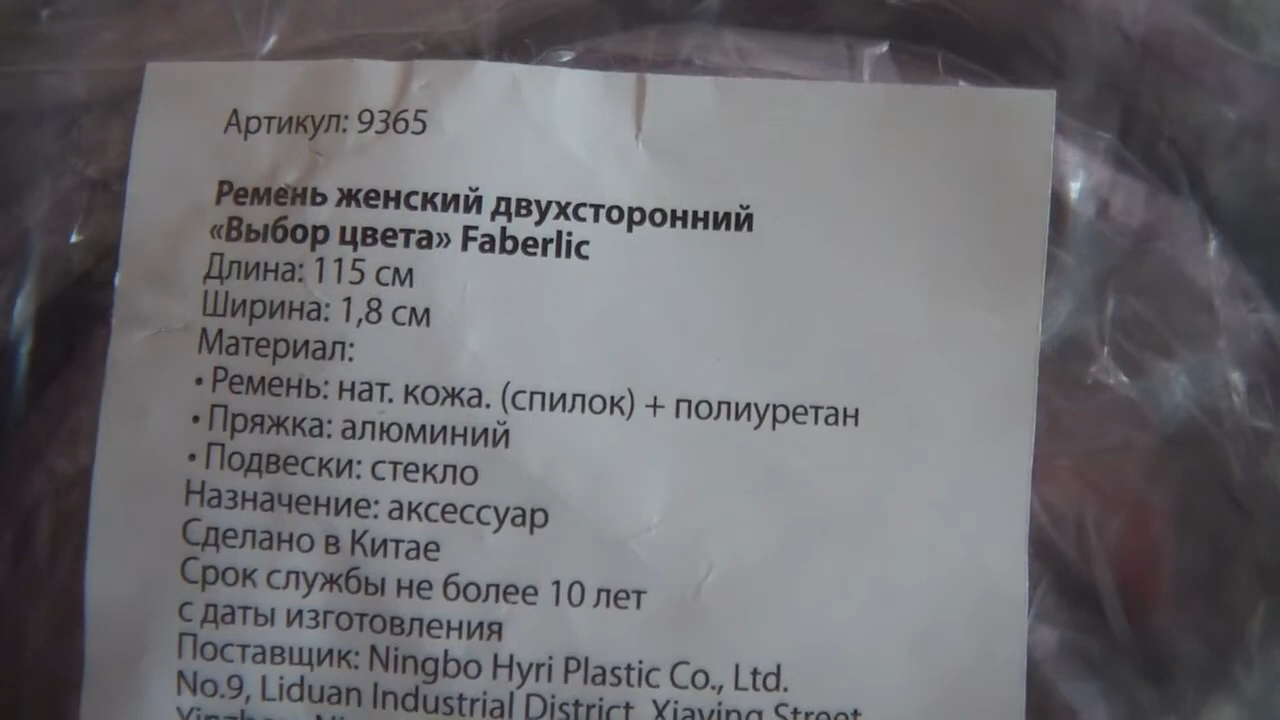 Артикул: 9365
Ремень женский двухсторонний
«Выбор цвета» Faberlic
Длина: 115 см
Ширина: 1,8 см
Материал:
• Ремень: нат. кожа. (спилок) + полиуретан
• Пряжка: алюминий
• Подвески: стекло
Назначение: аксессуар
Сделано в Китае
Срок службы не более 10 лет
с даты изготовления
Поставщик: Ningbo Hyri Plastic Co., Ltd.
No.9, Liduan Industrial District, Xiaying Street,